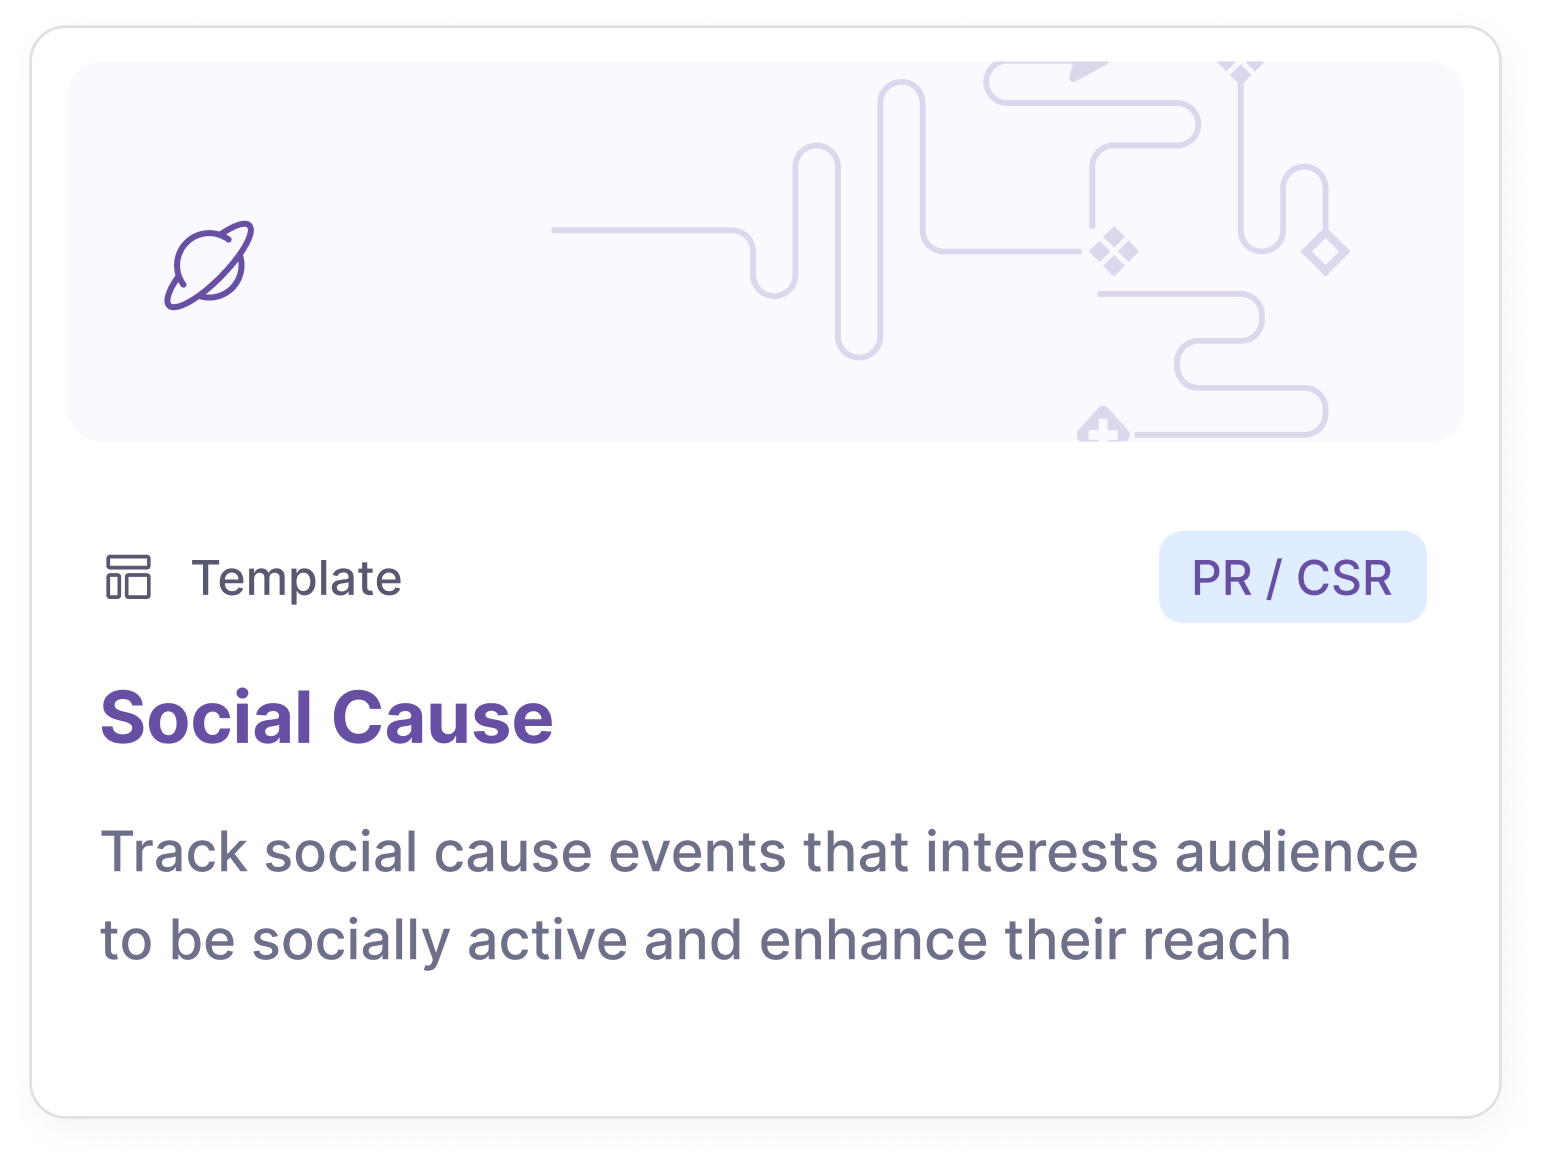 Template
PR / CSR
Social Cause
Track social cause events that interests audience
to be socially active and enhance their reach